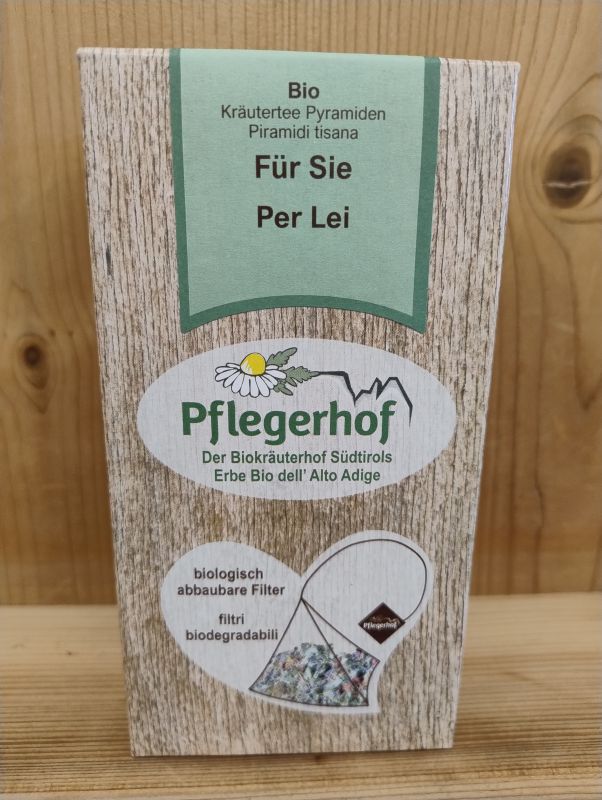 Bio
Kräutertee Pyramiden
Piramidi tisana
Für Sie
Per Lei
Pflegerhof
Der Biokräuterhof Südtirols
Erbe Bio dell' Alto Adige
biologisch
abbaubare Filter
filtri
biodegradabili
Pflegerhof